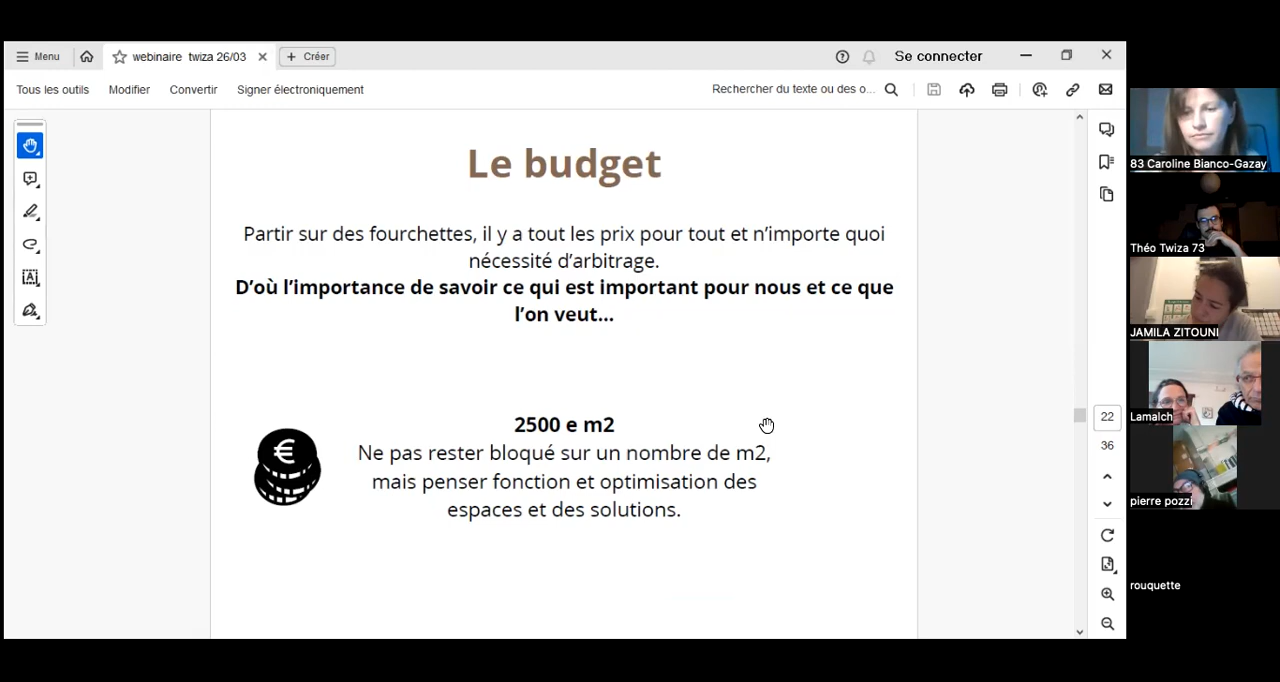 Menu
webinaire twiza 26/03
Créer
Se connecter
Tous les outils
Modifier
Convertir
Signer électroniquement
Rechercher du texte ou des o...
Le budget
Partir sur des fourchettes, il y a tout les prix pour tout et n'importe quoi
nécessité d'arbitrage.
D'où l'importance de savoir ce qui est important pour nous et ce que
l'on veut...
2500 e m2
Ne pas rester bloqué sur un nombre de m2,
mais penser fonction et optimisation des
espaces et des solutions.
22
36
83 Caroline Bianco-Gazay
Théo Twiza 73
JAMILA ZITOUNI
Lamalch
pierre pozzi
rouquette